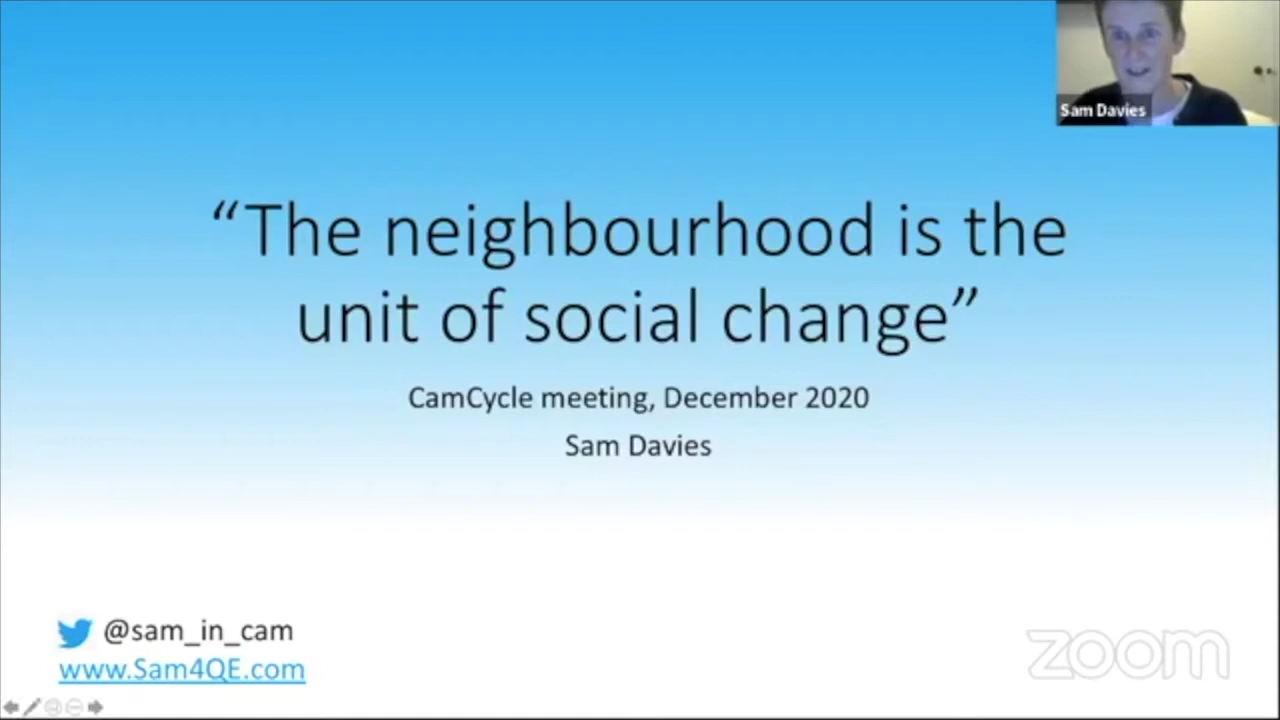 Sam Davies
“The neighbourhood is the
unit of social change”
CamCycle meeting, December 2020
Sam Davies
@sam_in_cam
www.Sam4QE.com
zoom